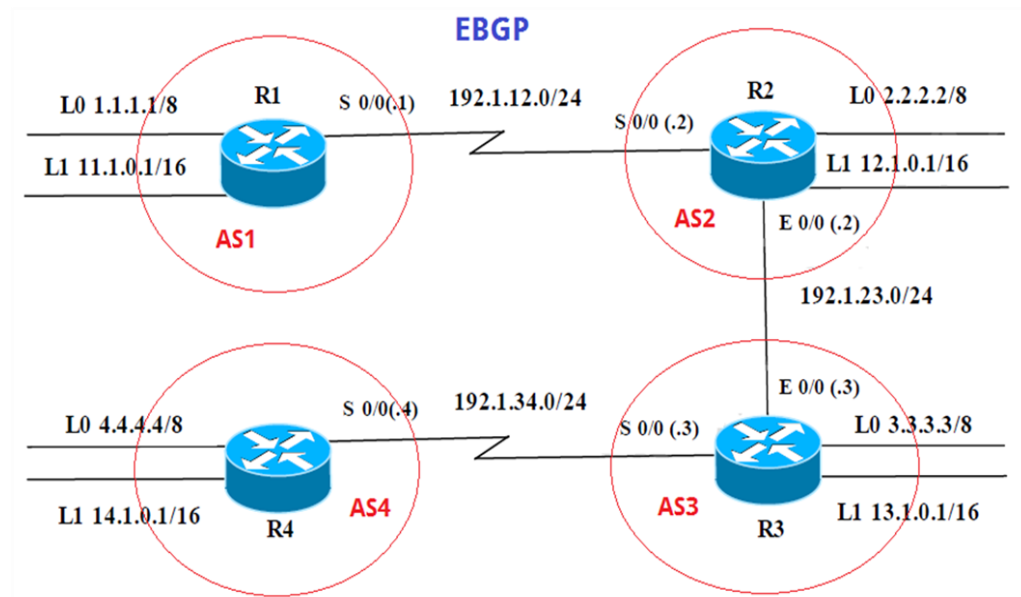 EBGP
L0 1.1.1.1/8
R1
S 0/0(.1)
192.1.12.0/24
S 0/0 (.2)
R2
L0 2.2.2.2/8
L1 11.1.0.1/16
L1 12.1.0.1/16
AS1
AS2
E 0/0 (.2)
192.1.23.0/24
L0 4.4.4.4/8
S 0/0(.4)
192.1.34.0/24
S 0/0 (.3)
E 0/0 (.3)
L0 3.3.3.3/8
L1 14.1.0.1/16
R4
AS4
AS3
R3
L1 13.1.0.1/16